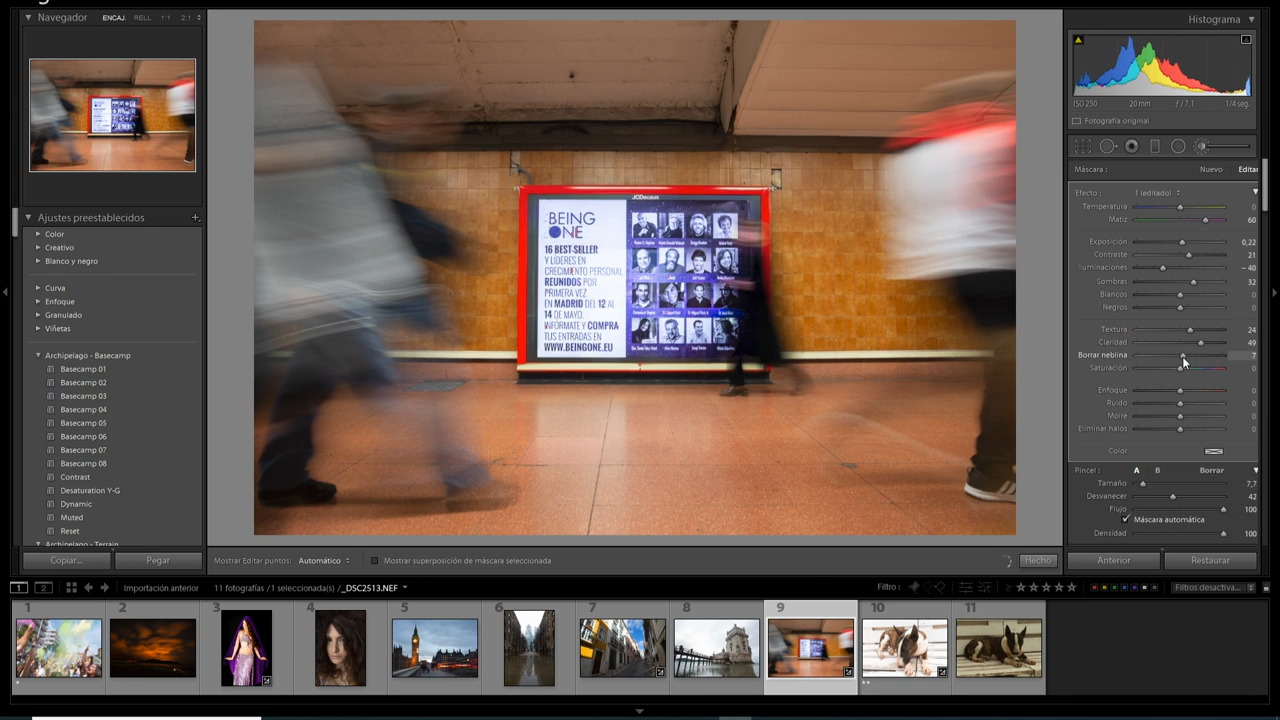 Navegador
ENCAJ. RELL. 1:1 2:1
Ajustes preestablecidos
Color
Creativo
Blanco y negro
Curva
Enfoque
Granulado
Viñetas
Archipelago - Basecamp
Basecamp 01
Basecamp 02
Basecamp 03
Basecamp 04
Basecamp 05
Basecamp 06
Basecamp 07
Basecamp 08
Contrast
Desaturation Y-G
Dynamic
Muted
Reset
Archipelago - Terrain
Copiar...
Pegar
JCDecaux
BEING
ONE
16 BEST-SELLER
Y LÍDERES EN
CRECIMIENTO PERSONAL
REUNIDOS POR
PRIMERA VEZ
EN MADRID DEL 12 AL
14 DE MAYO.
INFÓRMATE Y COMPRA
TUS ENTRADAS EN
WWW.BEINGONE.EU
Mostrar Editar puntos: Automático
Mostrar superposición de máscara seleccionada
Hecho
Histograma
ISO 250 20 mm ƒ / 7,1 1/4 seg.
Fotografía original
Máscara : Nuevo Editar
Efecto : 1 (editado)
Temperatura 0
Matiz 60
Exposición 0,22
Contraste 21
Iluminaciones – 40
Sombras 32
Blancos 0
Negros 0
Textura 24
Claridad 49
Borrar neblina 7
Saturación 0
Enfoque 0
Ruido 0
Moiré 0
Eliminar halos 0
Color
Pincel : A B Borrar
Tamaño 7,7
Desvanecer 42
Flujo 100
Máscara automática
Densidad 100
Anterior
Restaurar
1 2
Importación anterior
11 fotografías /1 seleccionada(s) /_DSC2513.NEF
Filtro :
Filtros desactiva...
1 2 3 4 5 6 7 8 9 10 11